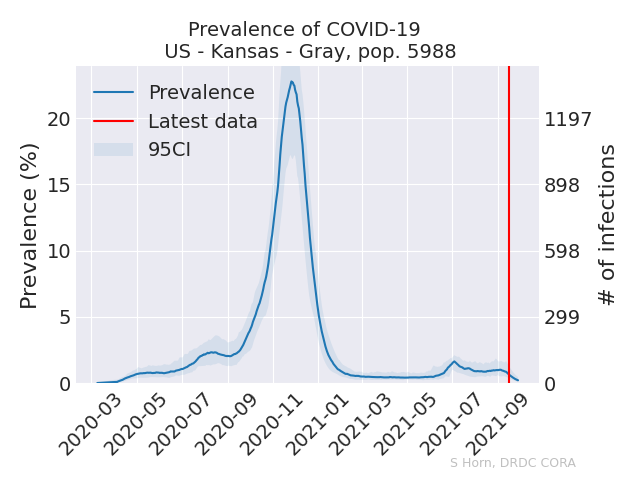 Prevalence of COVID-19
US - Kansas - Gray, pop. 5988
Prevalence
Latest data
95CI
Prevalence (%)
20
15
10
5
0
1197
898
598
299
0
# of infections
2020-03
2020-05
2020-07
2020-09
2020-11
2021-01
2021-03
2021-05
2021-07
2021-09
S Horn, DRDC CORA